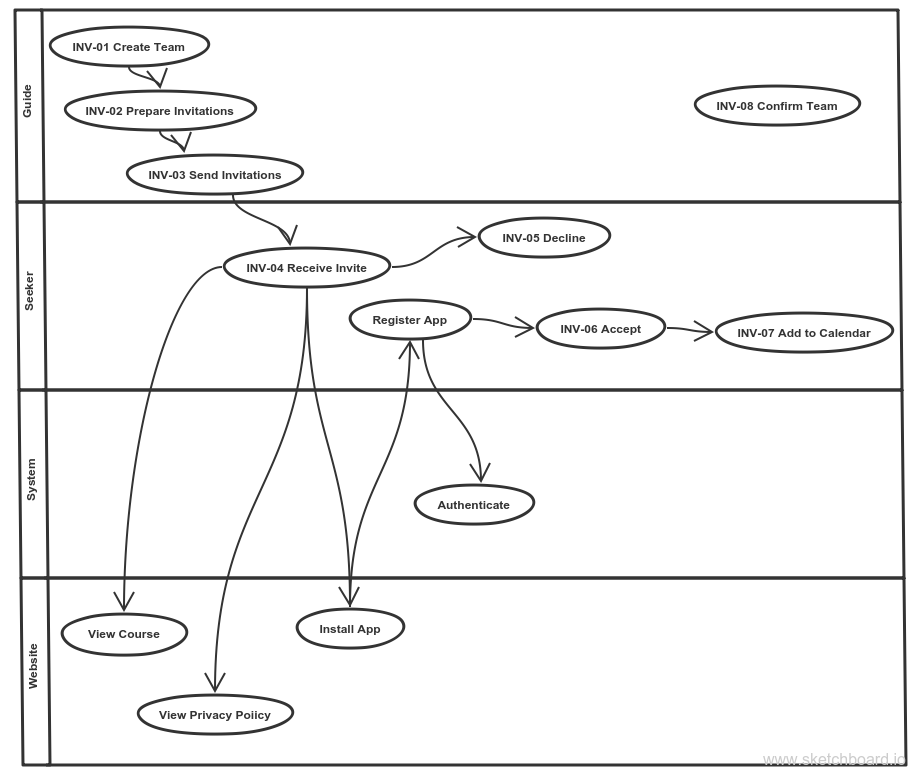 Guide
INV-01 Create Team
INV-02 Prepare Invitations
INV-08 Confirm Team
INV-03 Send Invitations
Seeker
INV-05 Decline
INV-04 Receive Invite
Register App
INV-06 Accept
INV-07 Add to Calendar
System
Authenticate
Website
View Course
Install App
View Privacy Poiicy
www.sketchboard.io